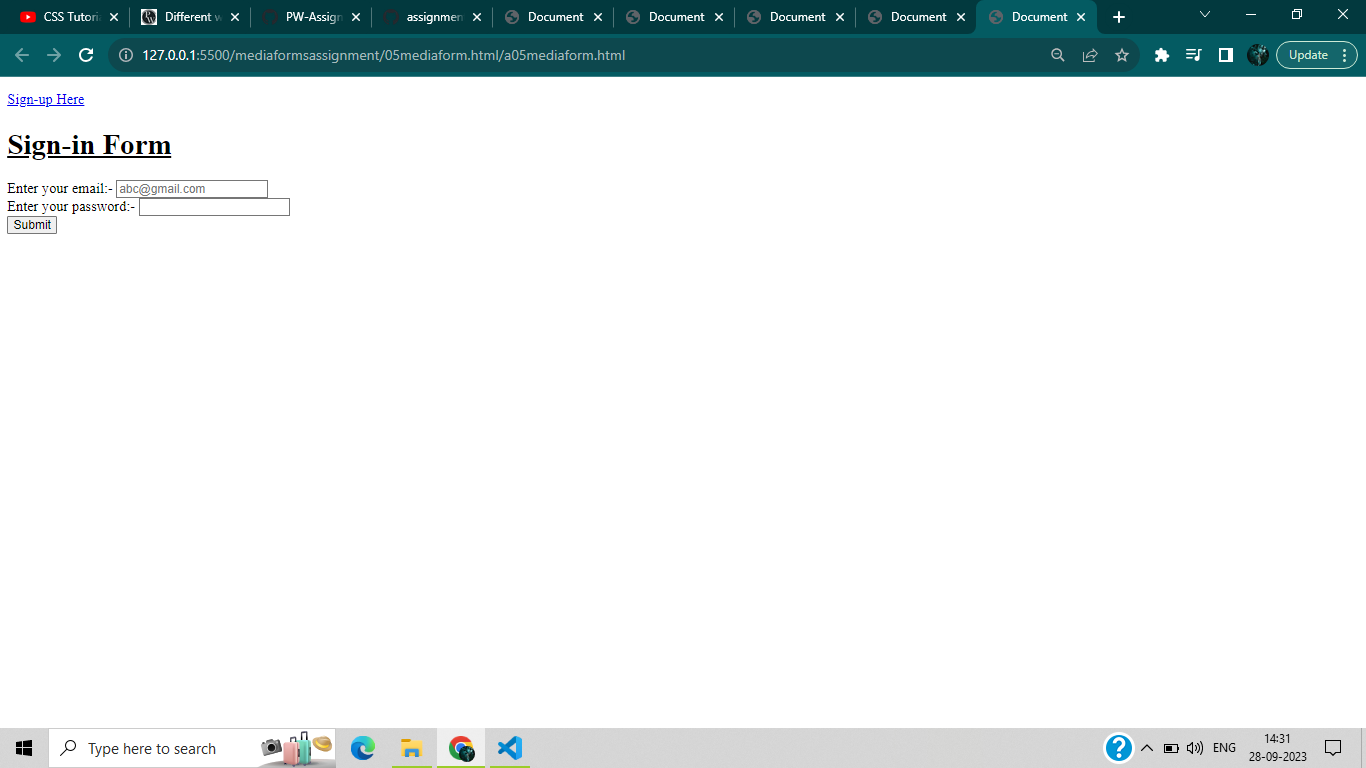 CSS Tutori
Different w
PW-Assign
assignmen
Document
Document
Document
Document
Document
127.0.0.1:5500/mediaformsassignment/05mediaform.html/a05mediaform.html
Update
Sign-up Here
Sign-in Form
Enter your email:- abc@gmail.com
Enter your password:-
Submit
Type here to search
ENG
14:31
28-09-2023